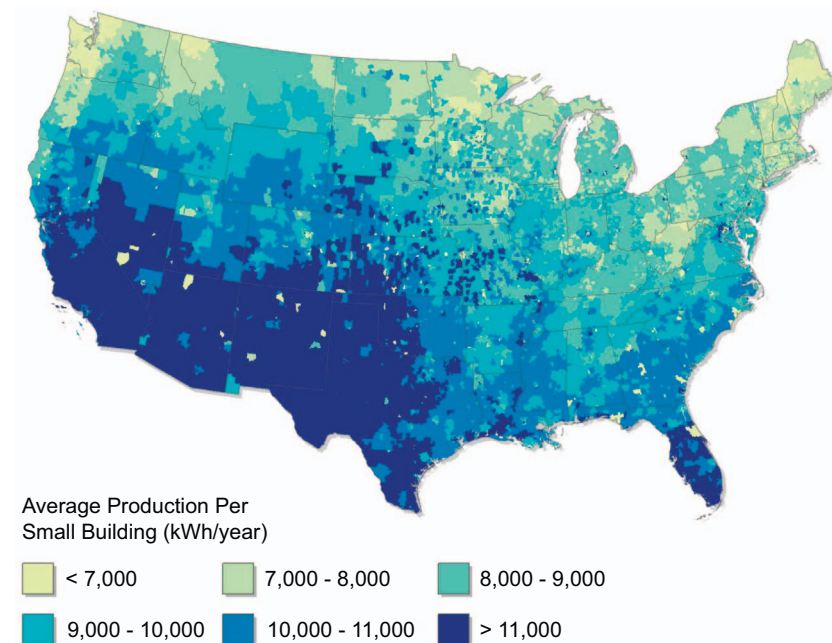 Average Production Per
Small Building (kWh/year)
< 7,000
7,000 - 8,000
8,000 - 9,000
9,000 - 10,000
10,000 - 11,000
> 11,000